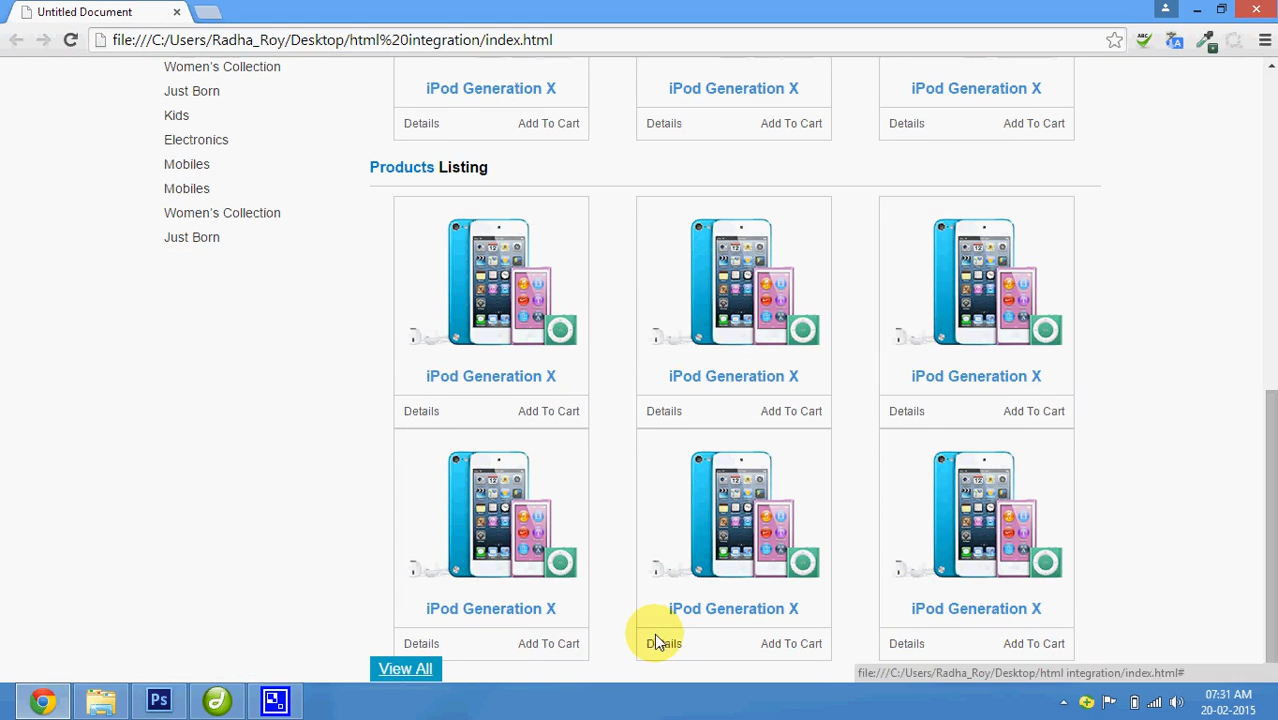 Untitled Document
file:///C:/Users/Radha_Roy/Desktop/html%20integration/index.html
ABC
Women's Collection
Just Born
Kids
Electronics
Mobiles
Mobiles
Women's Collection
Just Born
iPod Generation X iPod Generation X iPod Generation X
Details Add To Cart Details Add To Cart Details Add To Cart
Products Listing
iPod Generation X iPod Generation X iPod Generation X
Details Add To Cart Details Add To Cart Details Add To Cart
iPod Generation X iPod Generation X iPod Generation X
Details Add To Cart Details Add To Cart Details Add To Cart
View All
file:///C:/Users/Radha_Roy/Desktop/html integration/index.html#
Ps
07:31 AM
20-02-2015